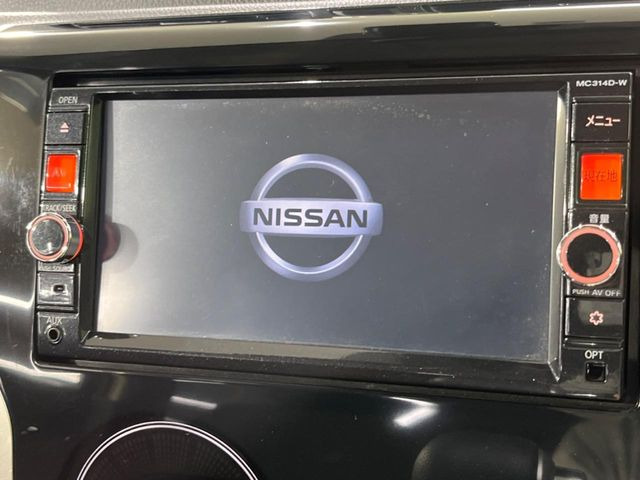 MC314D-W
OPEN
メニュー
AV
現在地
TRACK/SEEK
音量
NISSAN
PUSH AV OFF
AUX
OPT